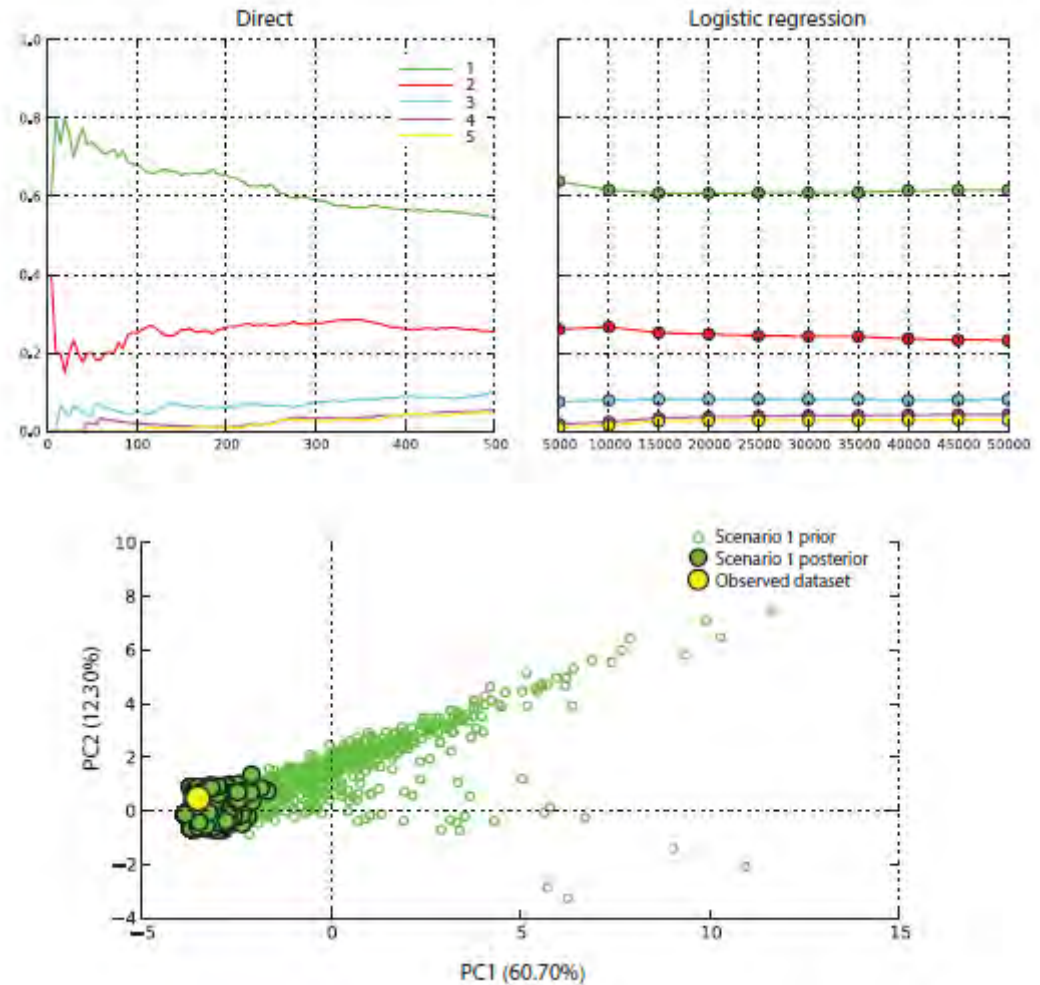 Direct
Logistic regression
1.0
0.8
0.6
0.4
0.2
0.0
1
2
3
4
5
0 100 200 300 400 500
5000 10000 15000 20000 25000 30000 35000 40000 45000 50000
Scenario 1 prior
Scenario 1 posterior
Observed dataset
10
8
6
4
2
0
−2
−4
PC2 (12.30%)
−5 0 5 10 15
PC1 (60.70%)